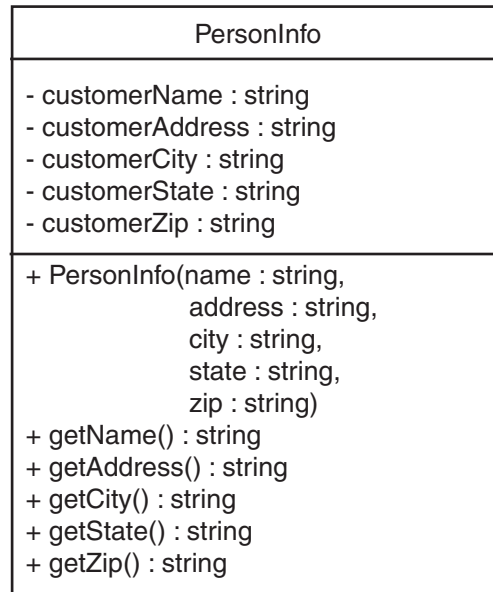 PersonInfo
- customerName : string
- customerAddress : string
- customerCity : string
- customerState : string
- customerZip : string
+ PersonInfo(name : string,
address : string,
city : string,
state : string,
zip : string)
+ getName() : string
+ getAddress() : string
+ getCity() : string
+ getState() : string
+ getZip() : string